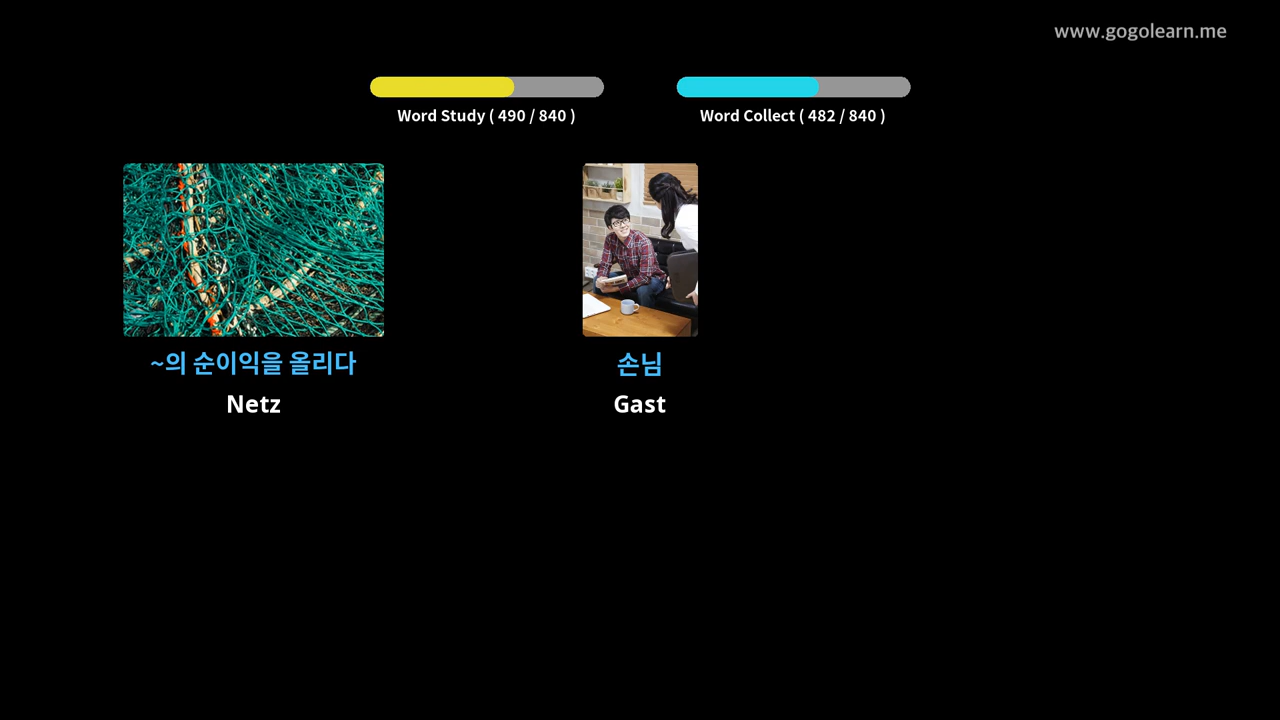 www.gogolearn.me
Word Study ( 490 / 840 )
Word Collect ( 482 / 840 )
~의 순이익을 올리다
Netz
손님
Gast